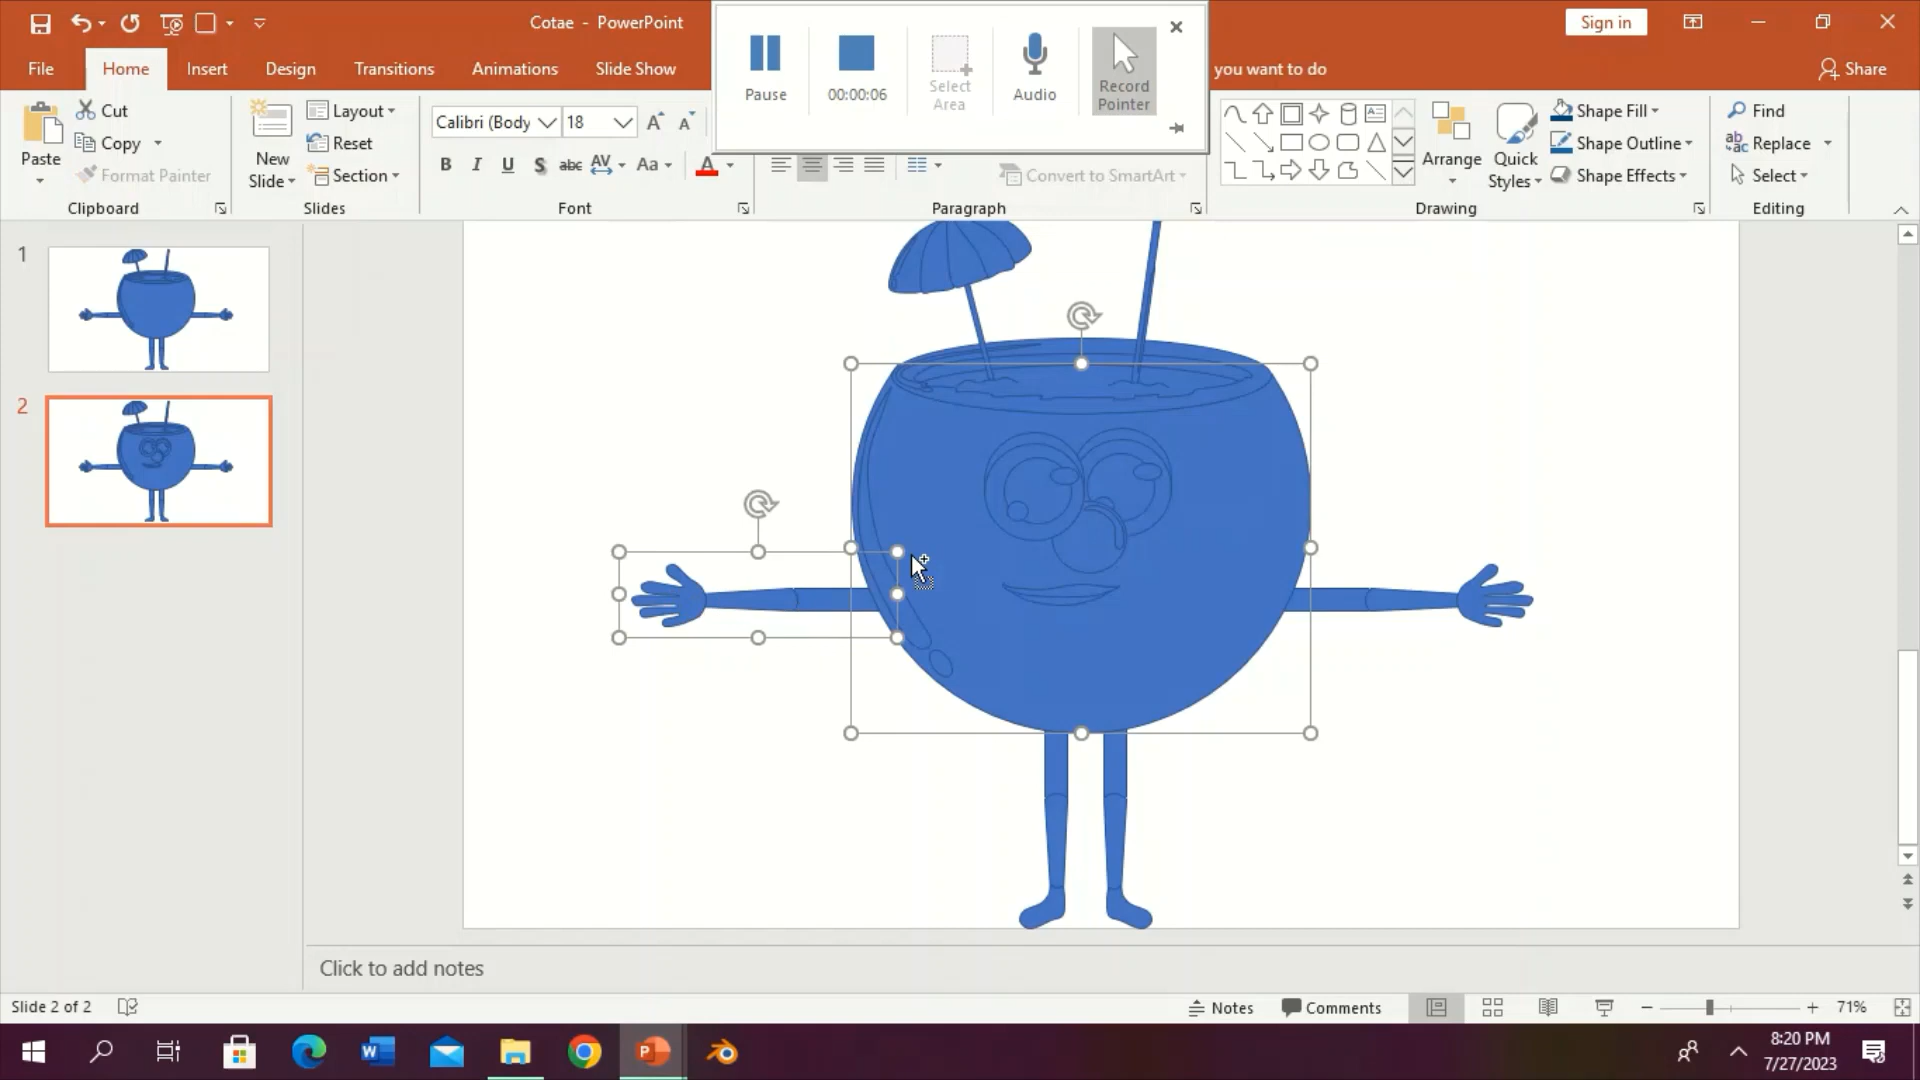 Cotae - PowerPoint
Sign in
File Home Insert Design Transitions Animations Slide Show
you want to do
Share
Pause
00:00:06
Select
Area
Audio
Record
Pointer
Paste
Cut
Copy
Format Painter
Clipboard
New
Slide
Layout
Reset
Section
Slides
Calibri (Body
18
A A
B I U S abc AV Aa A
Font
Convert to SmartArt
Paragraph
Arrange
Quick
Styles
Shape Fill
Shape Outline
Shape Effects
Drawing
Find
Replace
Select
Editing
1
2
Click to add notes
Slide 2 of 2
Notes
Comments
71%
8:20 PM
7/27/2023